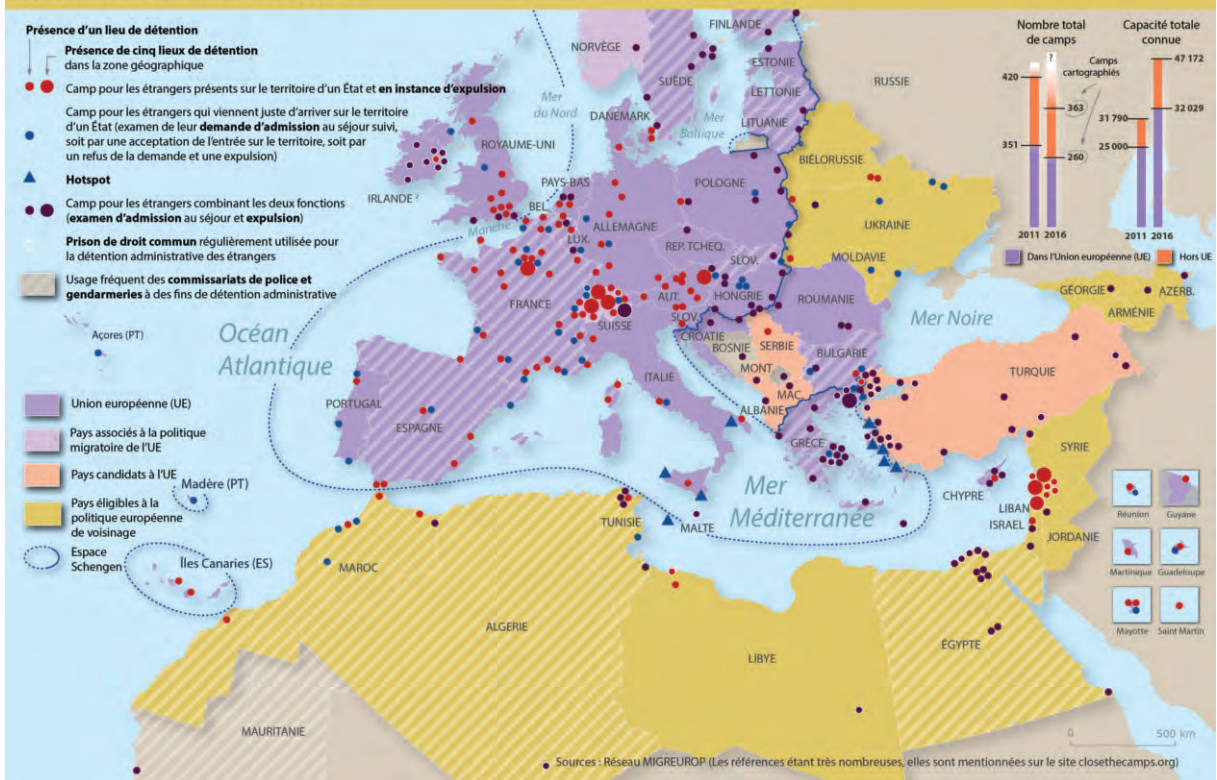 Présence d'un lieu de détention
Présence de cinq lieux de détention
dans la zone géographique
Camp pour les étrangers présents sur le territoire d'un État et en instance d'expulsion
Camp pour les étrangers qui viennent juste d'arriver sur le territoire
d'un État (examen de leur demande d'admission au séjour suivi,
soit par une acceptation de l'entrée sur le territoire, soit par
un refus de la demande et une expulsion)
Hotspot
Camp pour les étrangers combinant les deux fonctions
(examen d'admission au séjour et expulsion)
Prison de droit commun régulièrement utilisée pour
la détention administrative des étrangers
Usage fréquent des commissariats de police et
gendarmeries à des fins de détention administrative
Açores (PT)
Union européenne (UE)
Pays associés à la politique
migratoire de l'UE
Pays candidats à l'UE
Pays éligibles à la
politique européenne
de voisinage
Espace
Schengen
Madère (PT)
Îles Canaries (ES)
Océan
Atlantique
Mer
du Nord
Mer
Baltique
Manche
Mer Noire
Mer
Méditerranée
NORVÈGE
SUÈDE
FINLANDE
ESTONIE
LETTONIE
LITUANIE
RUSSIE
DANEMARK
ROYAUME-UNI
IRLANDE ²
PAYS-BAS
BEL.
LUX.
ALLEMAGNE
POLOGNE
BIÉLORUSSIE
UKRAINE
MOLDAVIE
REP. TCHEQ.
SLOV.
AUT.
HONGRIE
ROUMANIE
FRANCE
SUISSE
SLOV.
CROATIE
BOSNIE
SERBIE
MONT.
MAC.
ALBANIE
BULGARIE
ITALIE
GRÈCE
PORTUGAL
ESPAGNE
MALTE
TURQUIE
GÉORGIE
AZERB.
ARMÉNIE
CHYPRE
SYRIE
LIBAN
ISRAEL
JORDANIE
TUNISIE
MAROC
ALGERIE
LIBYE
ÉGYPTE
MAURITANIE
Nombre total
de camps
Capacité totale
connue
Camps
cartographiés
?
420
351
363
260
2011
2016
47 172
31 790
32 029
25 000
2011
2016
Dans l'Union européenne (UE)
Hors UE
Réunion
Guyane
Martinique
Guadeloupe
Mayotte
Saint Martin
0
500 km
Sources : Réseau MIGREUROP (Les références étant très nombreuses, elles sont mentionnées sur le site closethecamps.org)